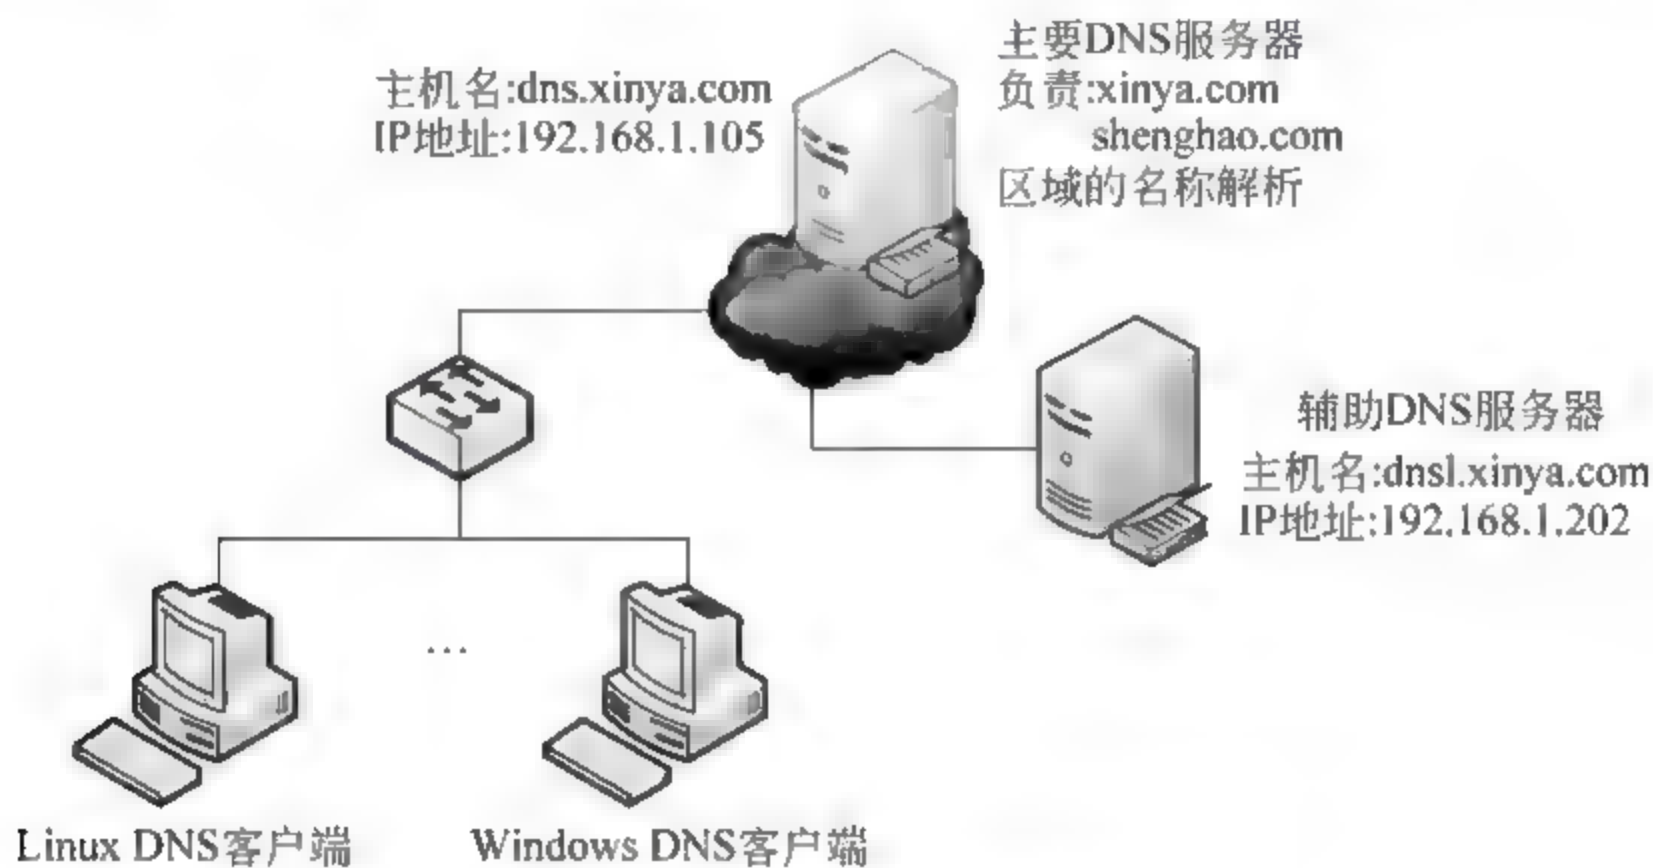 主机名:dns.xinya.com
IP地址:192.168.1.105
主要DNS服务器
负责:xinya.com
shenghao.com
区域的名称解析
辅助DNS服务器
主机名:dnsl.xinya.com
IP地址:192.168.1.202
...
Linux DNS客户端
Windows DNS客户端